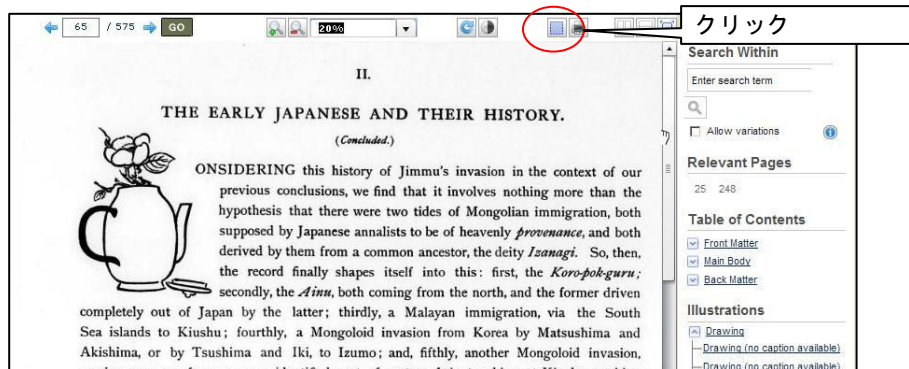 65 / 575 GO 20%
クリック
II.
THE EARLY JAPANESE AND THEIR HISTORY.
(Concluded.)
ONSIDERING this history of Jimmu's invasion in the context of our
previous conclusions, we find that it involves nothing more than the
hypothesis that there were two tides of Mongolian immigration, both
supposed by Japanese annalists to be of heavenly provenance, and both
derived by them from a common ancestor, the deity Izanagi. So, then,
the record finally shapes itself into this: first, the Koro-pok-guru;
secondly, the Ainu, both coming from the north, and the former driven
completely out of Japan by the latter; thirdly, a Malayan immigration, via the South
Sea islands to Kiushu; fourthly, a Mongoloid invasion from Korea by Matsushima and
Akishima, or by Tsushima and Iki, to Izumo; and, fifthly, another Mongoloid invasion,
Search Within
Enter search term
Allow variations
Relevant Pages
25 248
Table of Contents
Front Matter
Main Body
Back Matter
Illustrations
Drawing
Drawing (no caption available)
Drawing (no caption available)